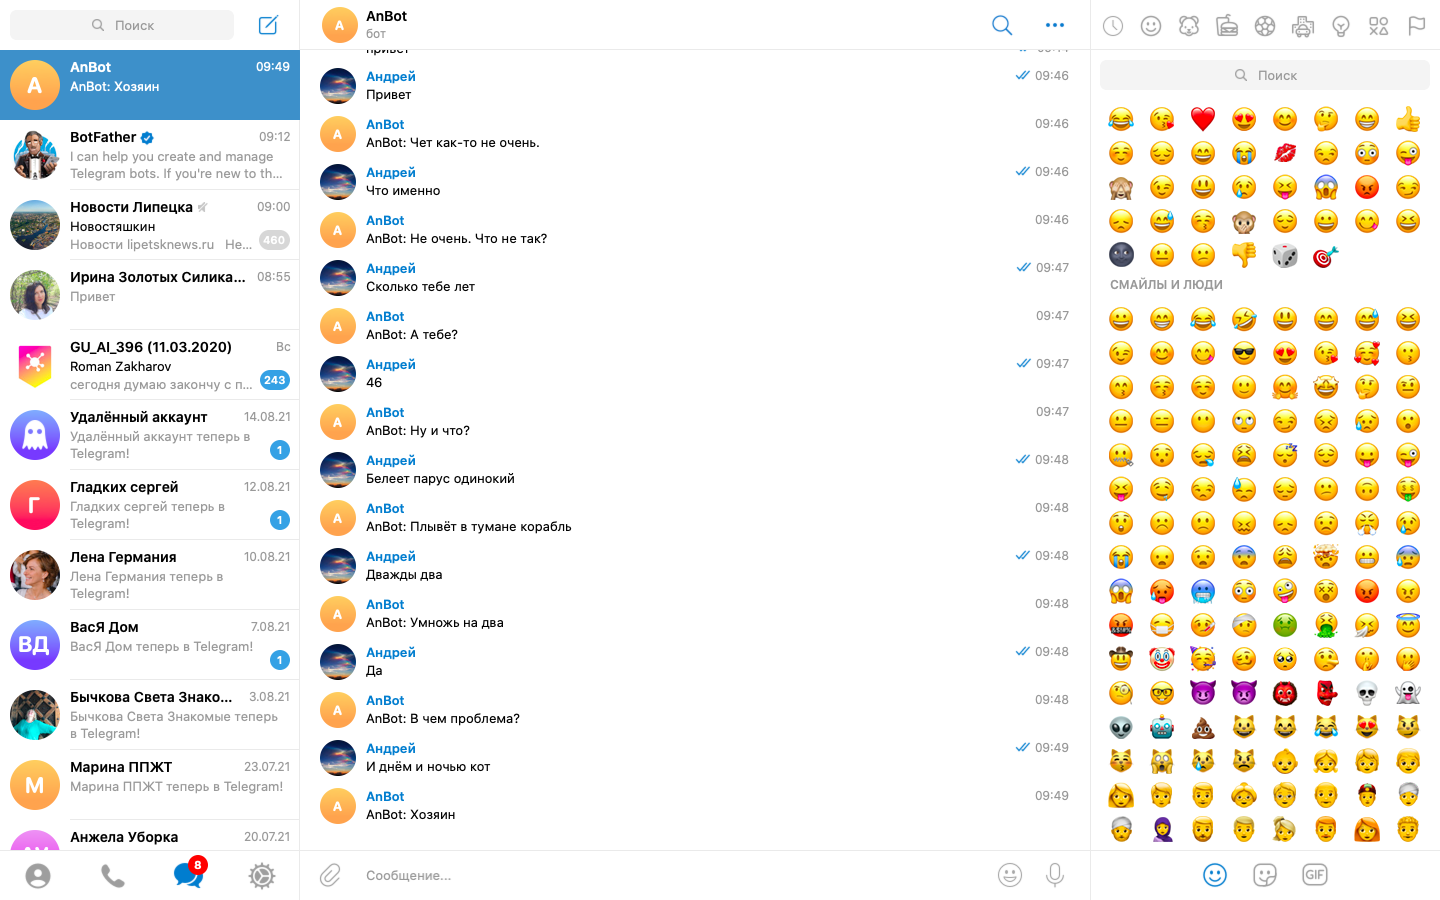 Поиск
AnBot
09:49
AnBot: Хозяин
BotFather
09:12
I can help you create and manage
Telegram bots. If you're new to th...
Новости Липецка
09:00
Новостяшкин
Новости lipetsknews.ru Не...
460
Ирина Золотых Силика...
08:55
Привет
GU_AI_396 (11.03.2020)
Вс
Roman Zakharov
сегодня думаю закончу с п...
243
Удалённый аккаунт
14.08.21
Удалённый аккаунт теперь в
Telegram!
1
Г
Гладких сергей
12.08.21
Гладких сергей теперь в
Telegram!
1
Лена Германия
10.08.21
Лена Германия теперь в
Telegram!
ВД
ВасЯ Дом
7.08.21
ВасЯ Дом теперь в Telegram!
1
Бычкова Света Знако...
3.08.21
Бычкова Света Знакомые теперь
в Telegram!
М
Марина ППЖТ
23.07.21
Марина ППЖТ теперь в Telegram!
Анжела Уборка
20.07.21
8
A
AnBot
бот
привет
Андрей
09:46
Привет
A
AnBot
09:46
AnBot: Чет как-то не очень.
Андрей
09:46
Что именно
A
AnBot
09:46
AnBot: Не очень. Что не так?
Андрей
09:47
Сколько тебе лет
A
AnBot
09:47
AnBot: А тебе?
Андрей
09:47
46
A
AnBot
09:47
AnBot: Ну и что?
Андрей
09:48
Белеет парус одинокий
A
AnBot
09:48
AnBot: Плывёт в тумане корабль
Андрей
09:48
Дважды два
A
AnBot
09:48
AnBot: Умножь на два
Андрей
09:48
Да
A
AnBot
09:48
AnBot: В чем проблема?
Андрей
09:49
И днём и ночью кот
A
AnBot
09:49
AnBot: Хозяин
Сообщение...
Поиск
СМАЙЛЫ И ЛЮДИ
GIF